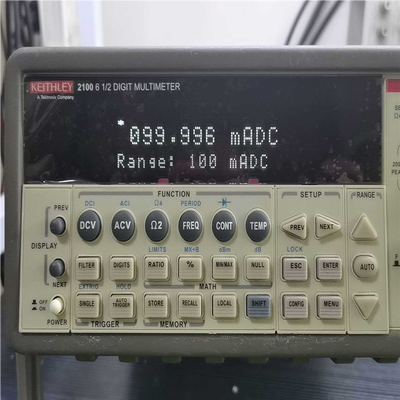 KEITHLEY 2100 6 1/2 DIGIT MULTIMETER
A Tektronix Company
*
099.996 mADC
Range: 100 mADC
FUNCTION
SETUP
RANGE
DCI ACI Ω4 PERIOD
PREV
DCV ACV Ω2 FREQ CONT TEMP
PREV NEXT
DISPLAY
LIMITS MX+B dBm dB
LOCK
FILTER DIGITS RATIO % MIN/MAX NULL
ESC ENTER AUTO
NEXT
EXTRIG HOLD MATH
OFF
ON
SINGLE AUTO TRIGGER STORE RECALL LOCAL SHIFT
CONFIG MENU
POWER
TRIGGER MEMORY